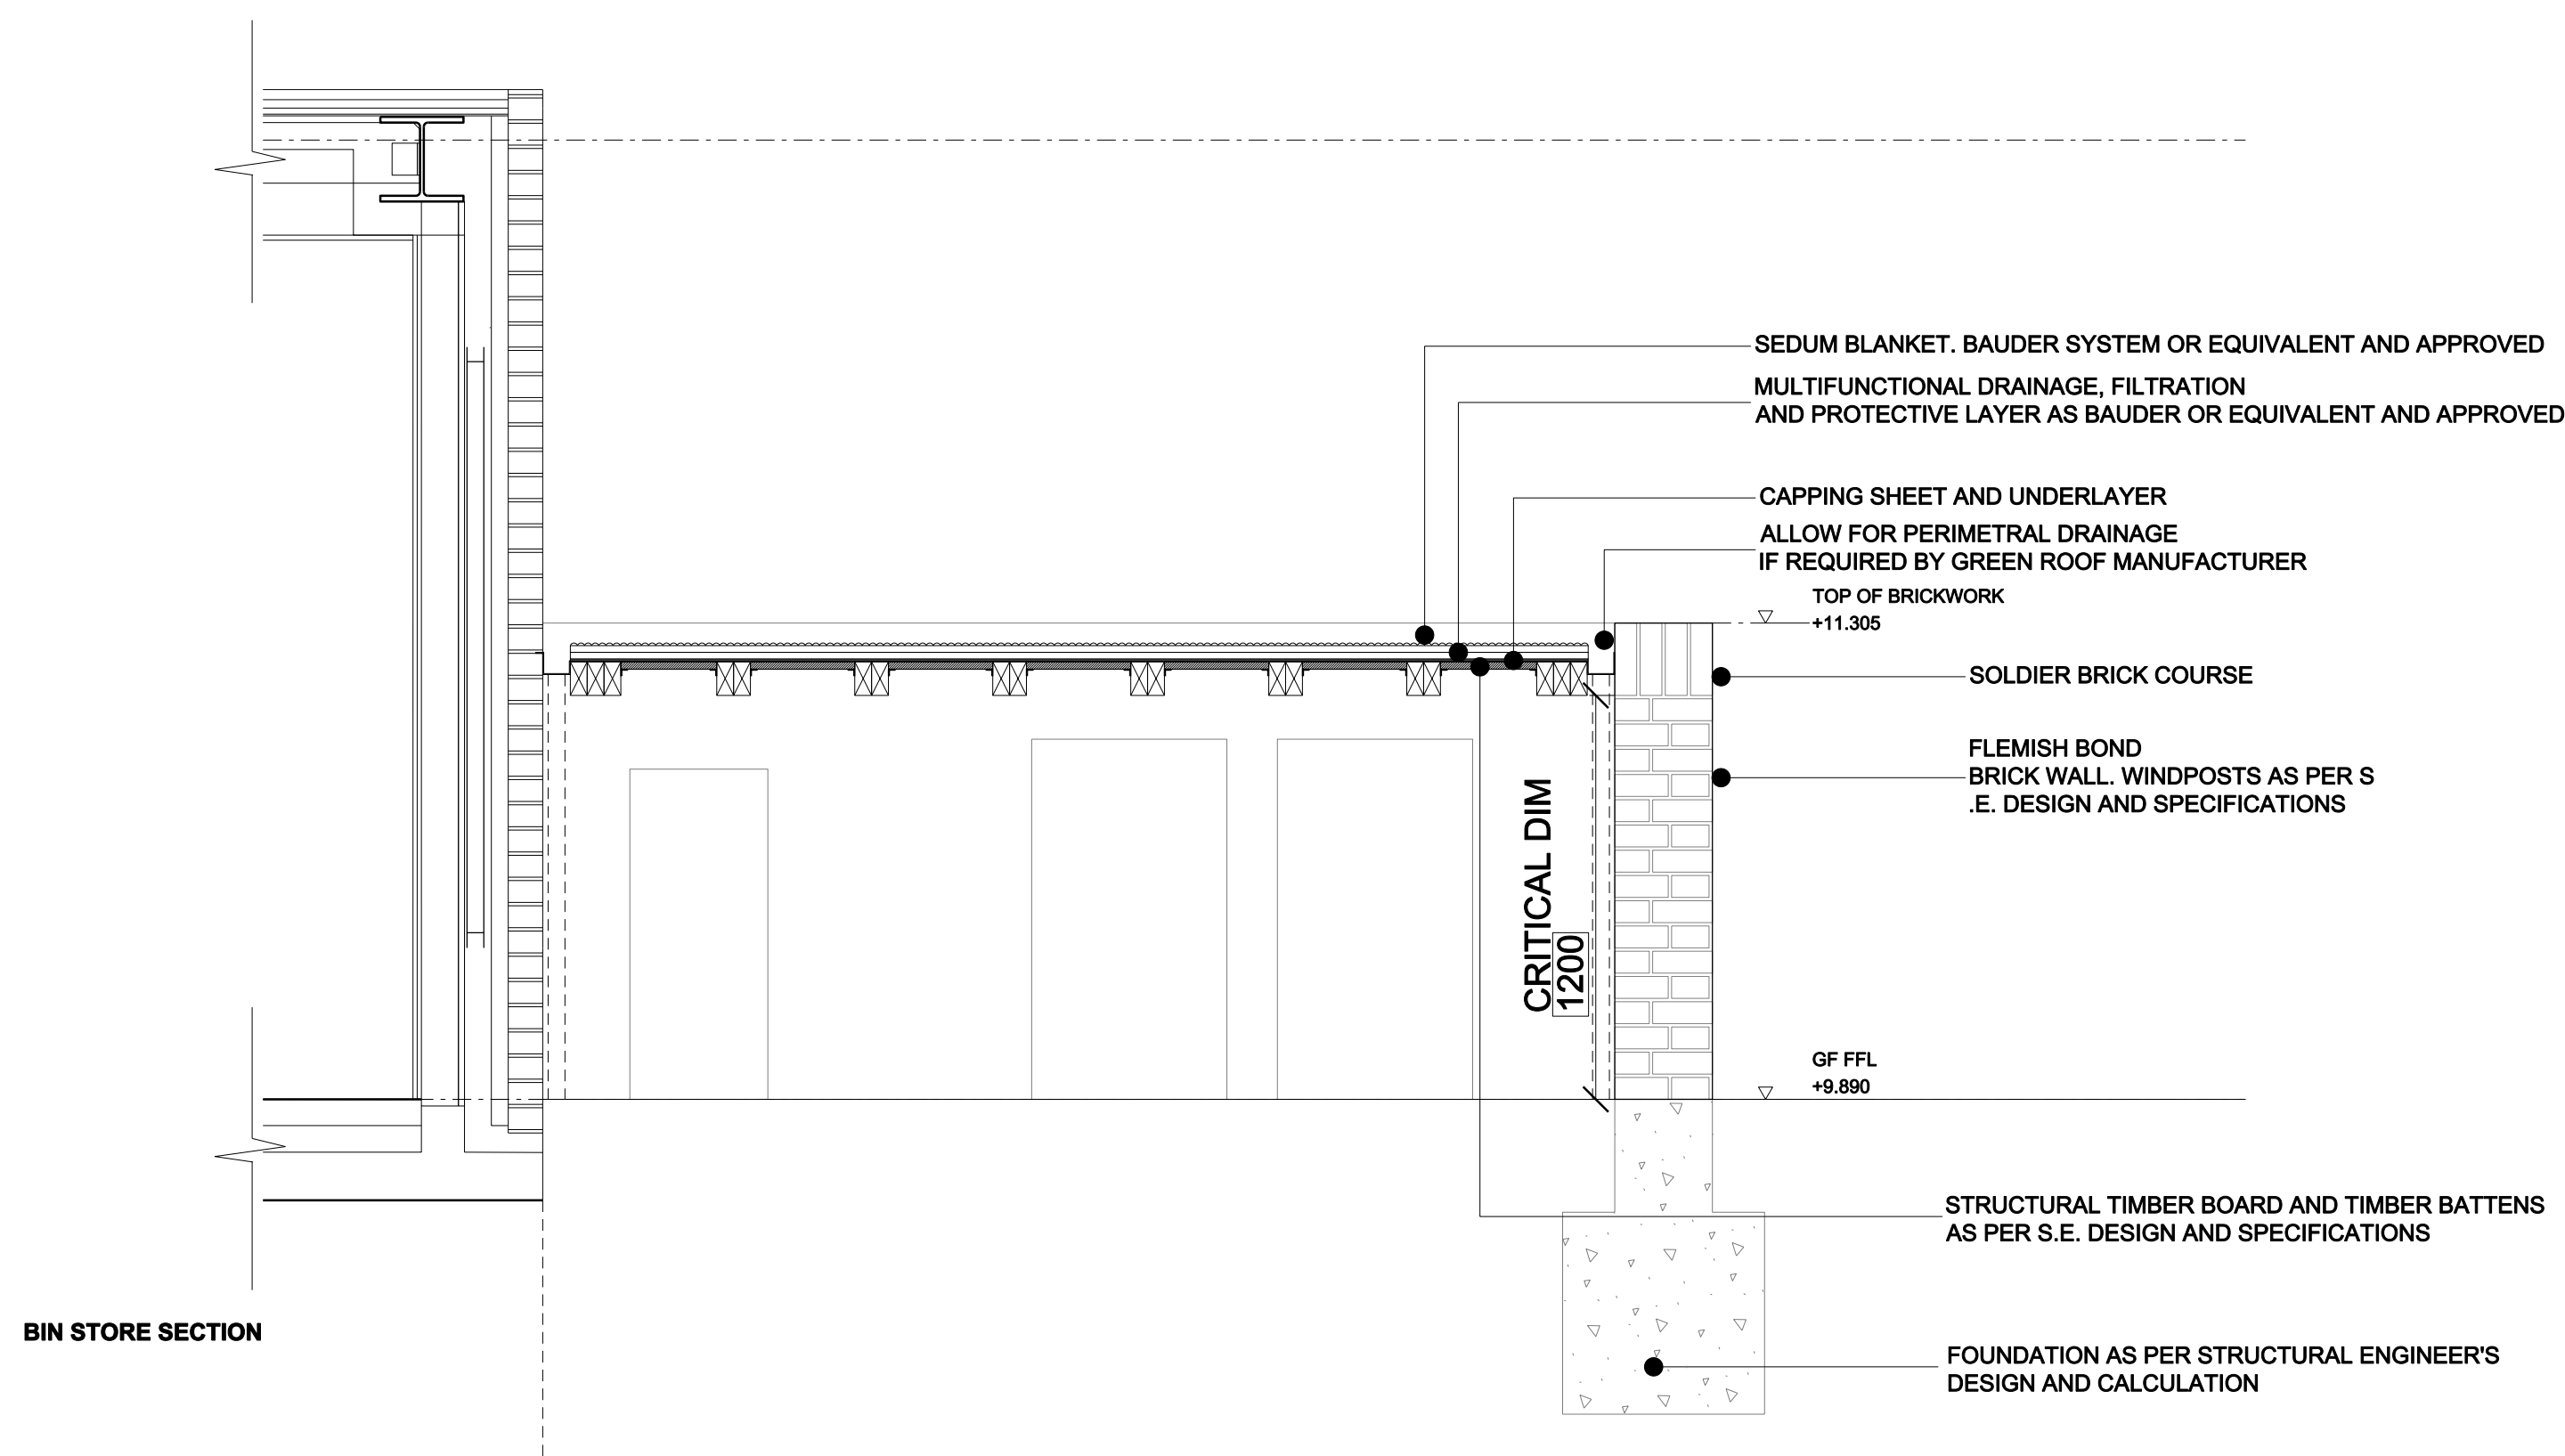 SEDUM BLANKET. BAUDER SYSTEM OR EQUIVALENT AND APPROVED
MULTIFUNCTIONAL DRAINAGE, FILTRATION
AND PROTECTIVE LAYER AS BAUDER OR EQUIVALENT AND APPROVED
CAPPING SHEET AND UNDERLAYER
ALLOW FOR PERIMETRAL DRAINAGE
IF REQUIRED BY GREEN ROOF MANUFACTURER
TOP OF BRICKWORK
+11.305
SOLDIER BRICK COURSE
FLEMISH BOND
BRICK WALL. WINDPOSTS AS PER S
.E. DESIGN AND SPECIFICATIONS
CRITICAL DIM
1200
GF FFL
+9.890
STRUCTURAL TIMBER BOARD AND TIMBER BATTENS
AS PER S.E. DESIGN AND SPECIFICATIONS
BIN STORE SECTION
FOUNDATION AS PER STRUCTURAL ENGINEER'S
DESIGN AND CALCULATION